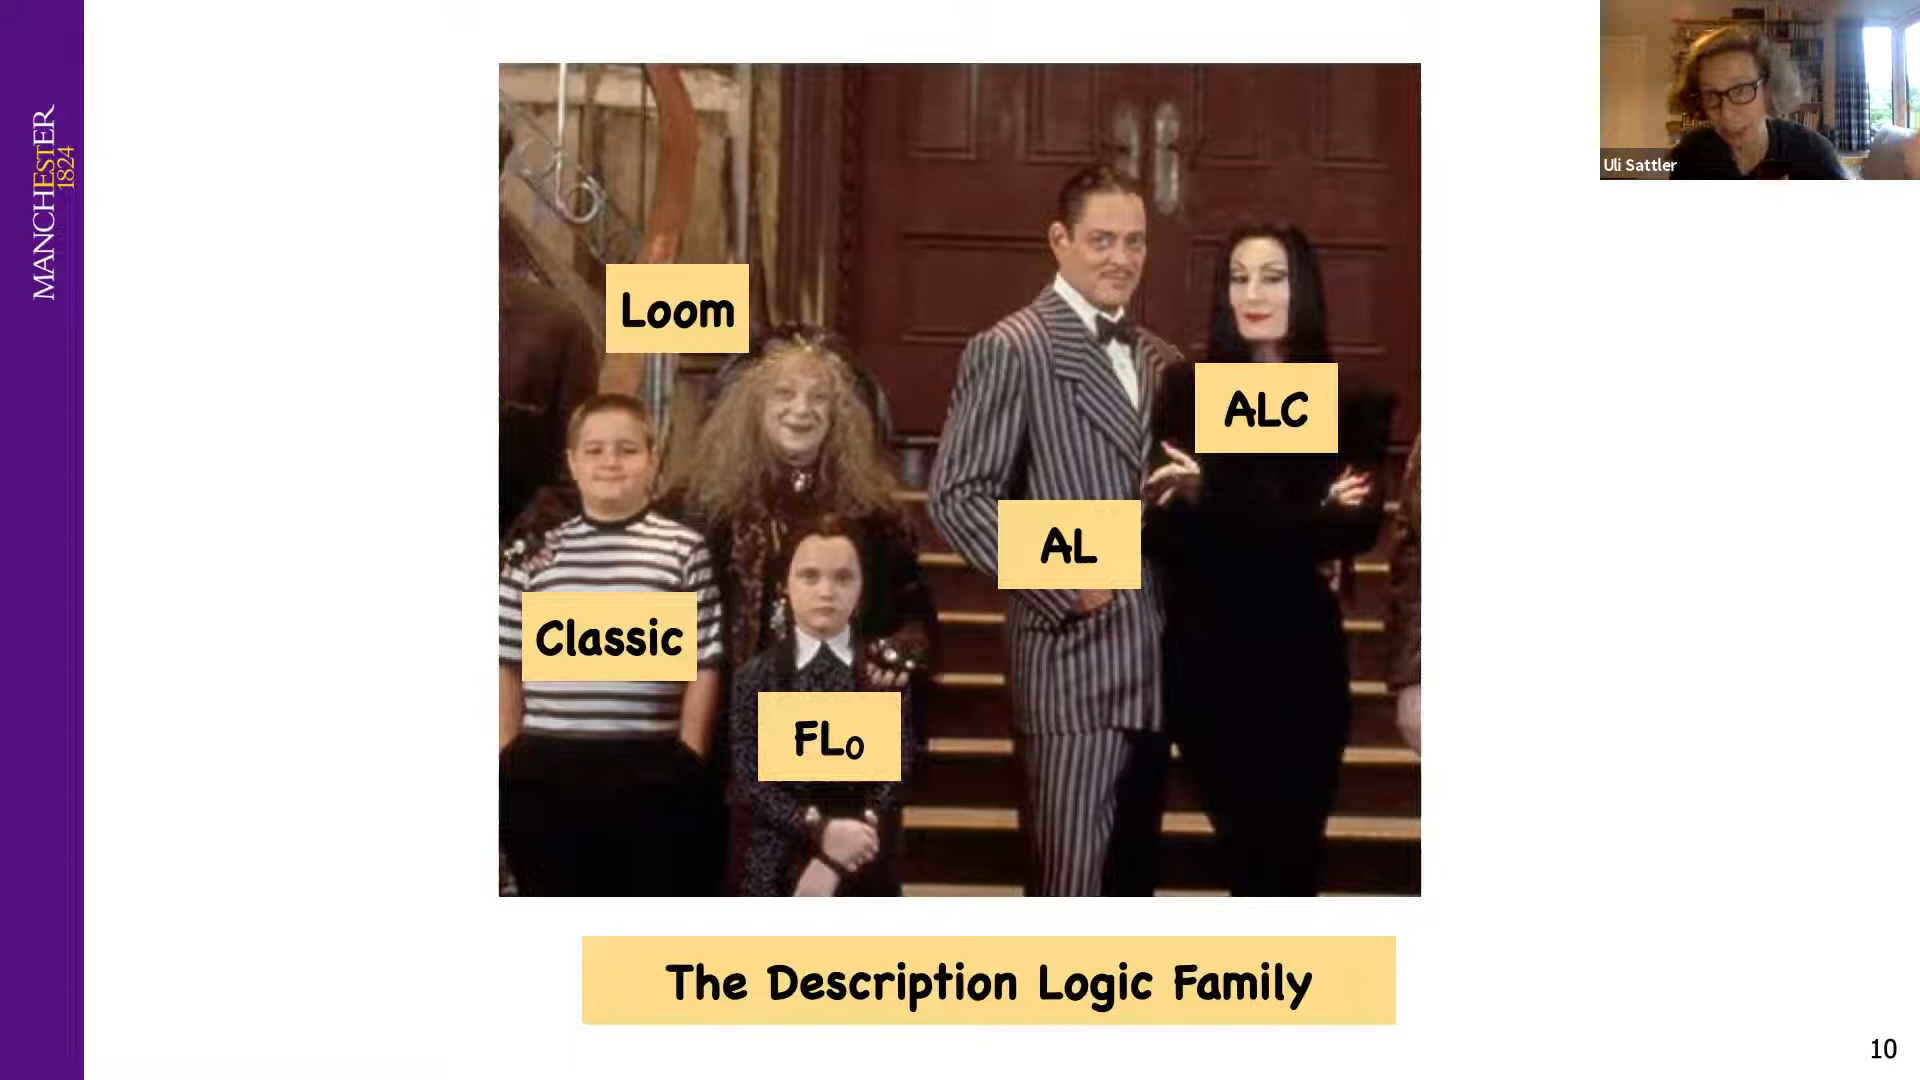 MANCHESTER
1824
Uli Sattler
Loom
ALC
AL
Classic
FL₀
The Description Logic Family
10